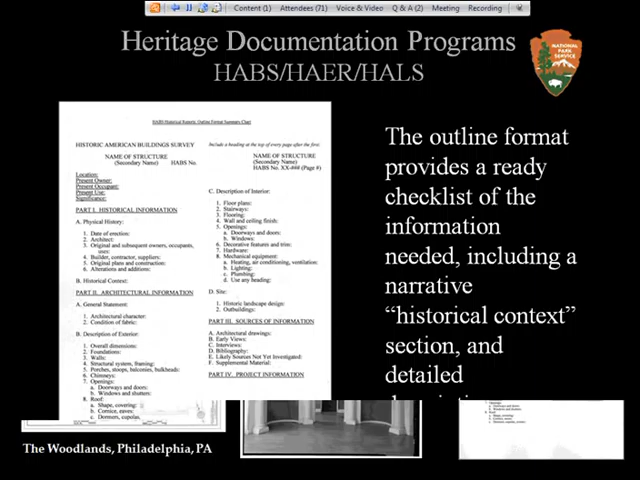 Content (1) Attendees (71) Voice & Video Q & A (2) Meeting Recording
Heritage Documentation Programs
HABS/HAER/HALS
NATIONAL
PARK
SERVICE
HABS Historical Reports: Outline Format Summary Chart
HISTORIC AMERICAN BUILDINGS SURVEY
Include a heading at the top of every page after the first:
NAME OF STRUCTURE
(Secondary Name) HABS No.
NAME OF STRUCTURE
(Secondary Name)
HABS No. XX-### (Page #)
Location:
Present Owner:
Present Occupant:
Present Use:
Significance:
PART I. HISTORICAL INFORMATION
A. Physical History:
1. Date of erection:
2. Architect:
3. Original and subsequent owners, occupants,
uses:
4. Builder, contractor, suppliers:
5. Original plans and construction:
6. Alterations and additions:
B. Historical Context:
PART II. ARCHITECTURAL INFORMATION
A. General Statement:
1. Architectural character:
2. Condition of fabric:
B. Description of Exterior:
1. Overall dimensions:
2. Foundations:
3. Walls:
4. Structural system, framing:
5. Porches, stoops, balconies, bulkheads:
6. Chimneys:
7. Openings:
a. Doorways and doors:
b. Windows and shutters:
8. Roof:
a. Shape, covering:
b. Cornice, eaves:
c. Dormers, cupolas,
C. Description of Interior:
1. Floor plans:
2. Stairways:
3. Flooring:
4. Wall and ceiling finish:
5. Openings:
a. Doorways and doors:
b. Windows:
6. Decorative features and trim:
7. Hardware:
8. Mechanical equipment:
a. Heating, air conditioning, ventilation:
b. Lighting:
c. Plumbing:
d. Use any heading:
D. Site:
1. Historic landscape design:
2. Outbuildings:
PART III. SOURCES OF INFORMATION
A. Architectural drawings:
B. Early Views:
C. Interviews:
D. Bibliography:
E. Likely Sources Not Yet Investigated:
F. Supplemental Material:
PART IV. PROJECT INFORMATION
The outline format
provides a ready
checklist of the
information
needed, including a
narrative
“historical context”
section, and
detailed
The Woodlands, Philadelphia, PA